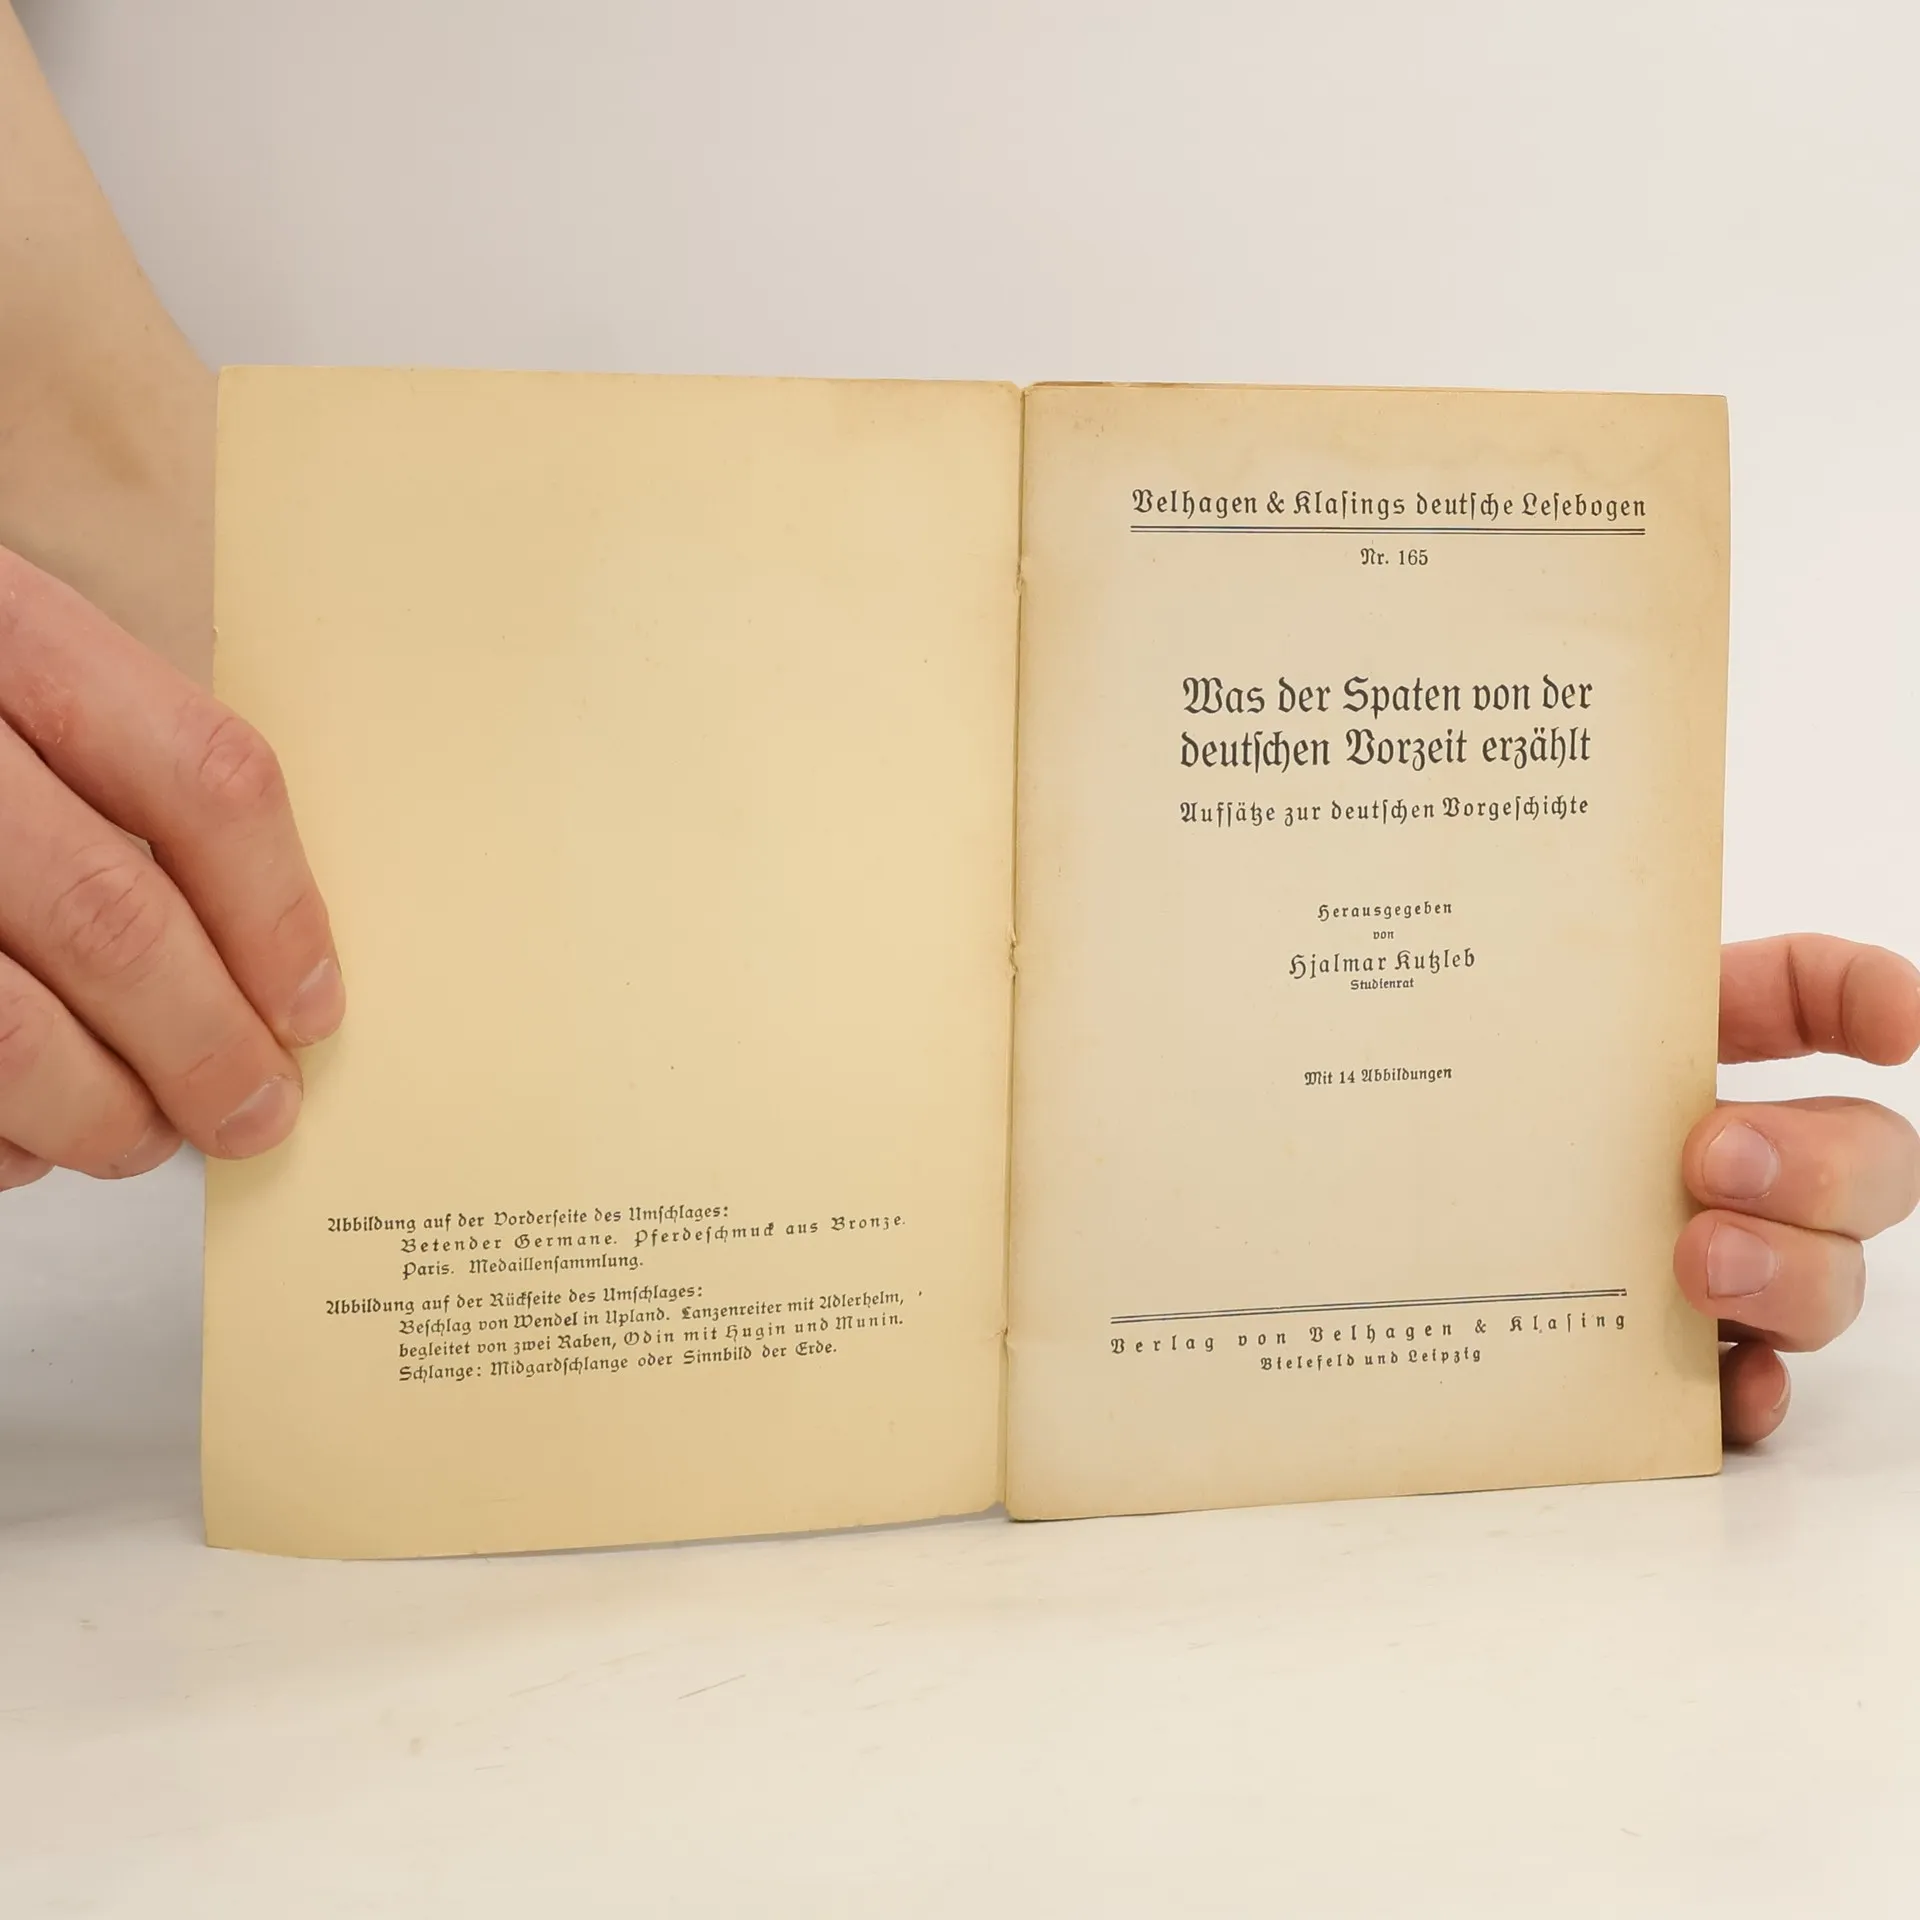 Abbildung auf der Vorderseite des Umschlages:
Betender Germane. Pferdeschmuck aus Bronze.
Paris. Medaillensammlung.
Abbildung auf der Rückseite des Umschlages:
Beschlag von Wendel in Upland. Lanzenreiter mit Adlerhelm,
begleitet von zwei Raben, Odin mit Hugin und Munin.
Schlange: Midgardschlange oder Sinnbild der Erde.
Velhagen & Klasings deutsche Lesebogen
Nr. 165
Was der Spaten von der
deutschen Vorzeit erzählt
Aufsätze zur deutschen Vorgeschichte
Herausgegeben
von
Hjalmar Kutzleb
Studienrat
Mit 14 Abbildungen
Verlag von Velhagen & Klasing
Bielefeld und Leipzig